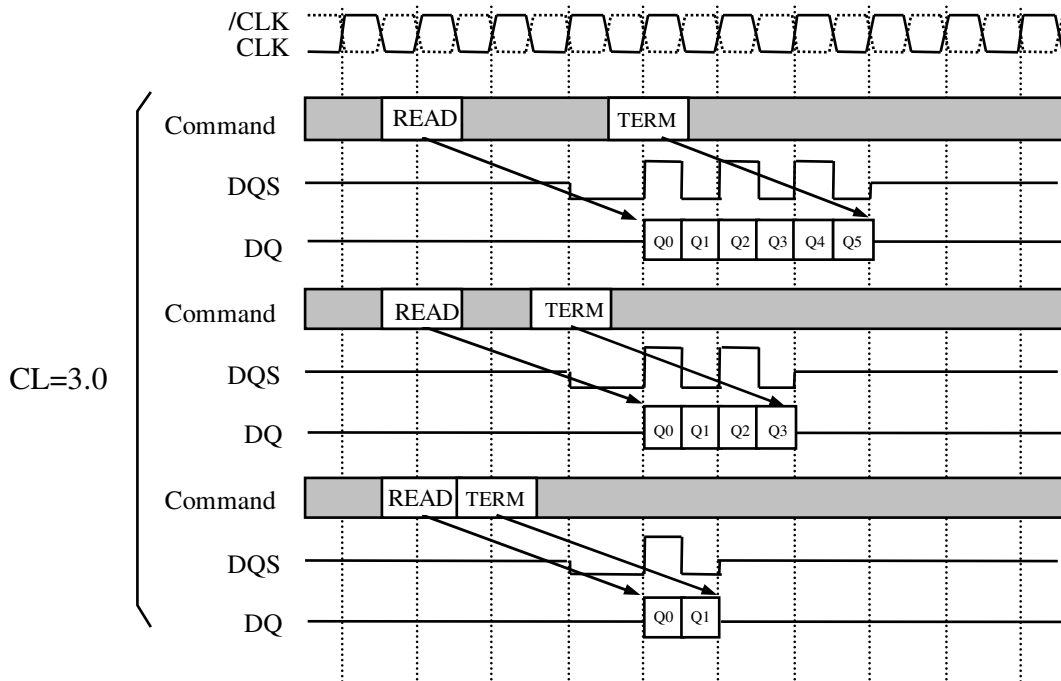 /CLK
CLK
Command READ TERM
DQS
DQ Q0 Q1 Q2 Q3 Q4 Q5
Command READ TERM
CL=3.0
DQS
DQ Q0 Q1 Q2 Q3
Command READ TERM
DQS
DQ Q0 Q1